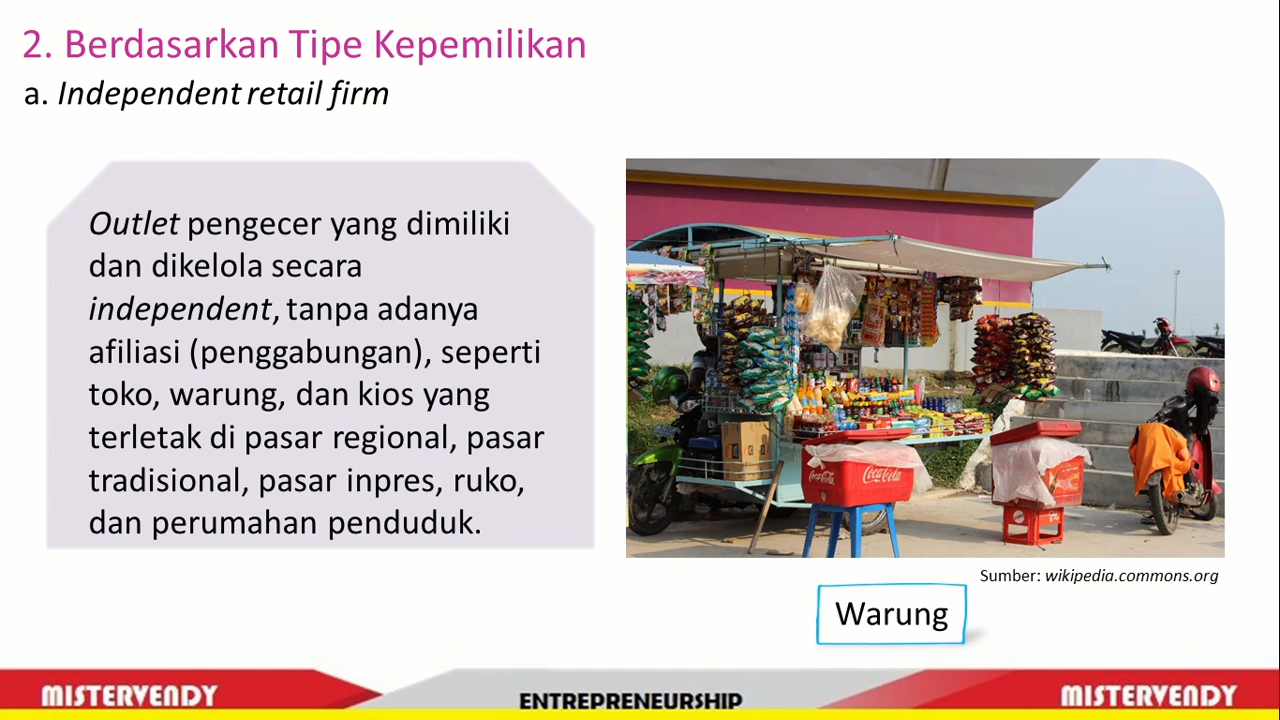 2. Berdasarkan Tipe Kepemilikan
a. Independent retail firm
Outlet pengecer yang dimiliki
dan dikelola secara
independent, tanpa adanya
afiliasi (penggabungan), seperti
toko, warung, dan kios yang
terletak di pasar regional, pasar
tradisional, pasar inpres, ruko,
dan perumahan penduduk.
Coca-Cola
Coca-Cola
Sumber: wikipedia.commons.org
Warung
MISTERVENDY
ENTREPRENEURSHIP
MISTERVENDY